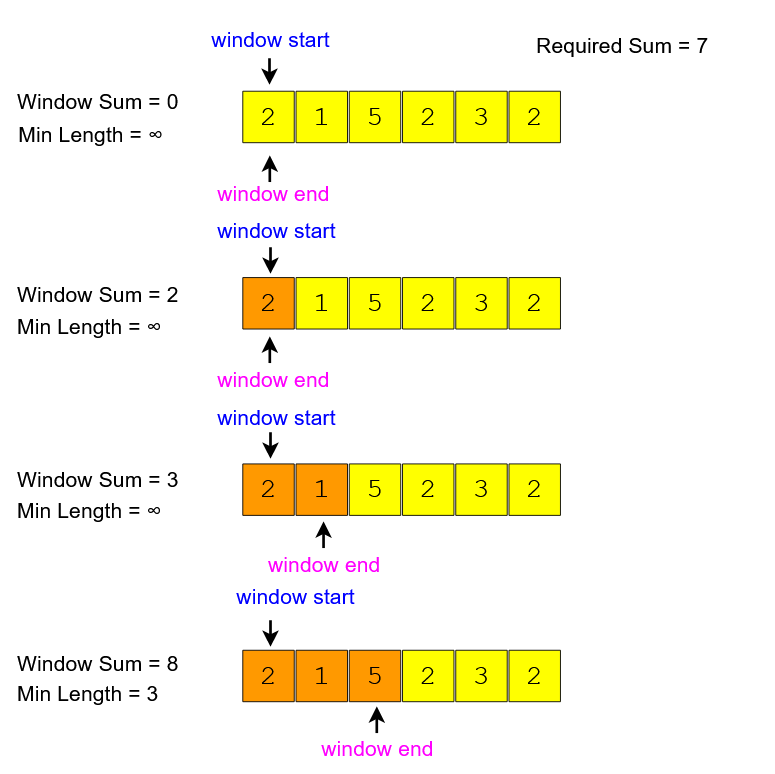 window start
Required Sum = 7
Window Sum = 0
Min Length = ∞
2 1 5 2 3 2
window end
window start
Window Sum = 2
Min Length = ∞
2 1 5 2 3 2
window end
window start
Window Sum = 3
Min Length = ∞
2 1 5 2 3 2
window end
window start
Window Sum = 8
Min Length = 3
2 1 5 2 3 2
window end